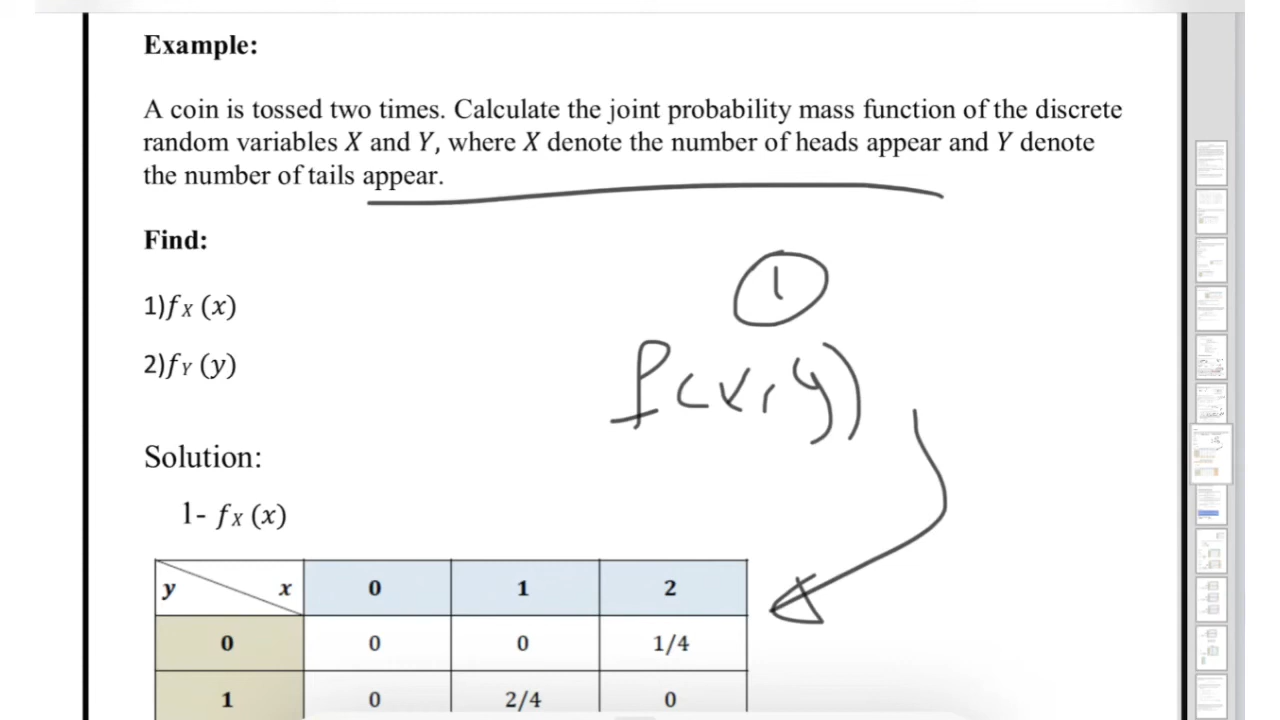 Example:
A coin is tossed two times. Calculate the joint probability mass function of the discrete
random variables X and Y, where X denote the number of heads appear and Y denote
the number of tails appear.
Find:
1)fX (x)
2)fY (y)
1
f(x,y)
Solution:
1- fX (x)
y x 0 1 2
0 0 0 1/4
1 0 2/4 0